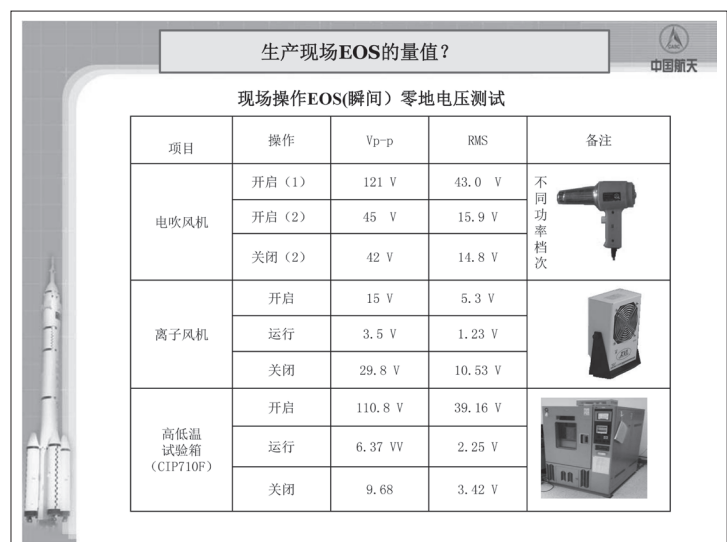 生产现场EOS的量值？
中国航天
现场操作EOS(瞬间）零地电压测试
项目 操作 Vp-p RMS 备注
电吹风机
开启（1） 121 V 43.0 V
开启（2） 45 V 15.9 V
关闭（2） 42 V 14.8 V
不同功率档次
离子风机
开启 15 V 5.3 V
运行 3.5 V 1.23 V
关闭 29.8 V 10.53 V
高低温
试验箱
（CIP710F）
开启 110.8 V 39.16 V
运行 6.37 VV 2.25 V
关闭 9.68 3.42 V